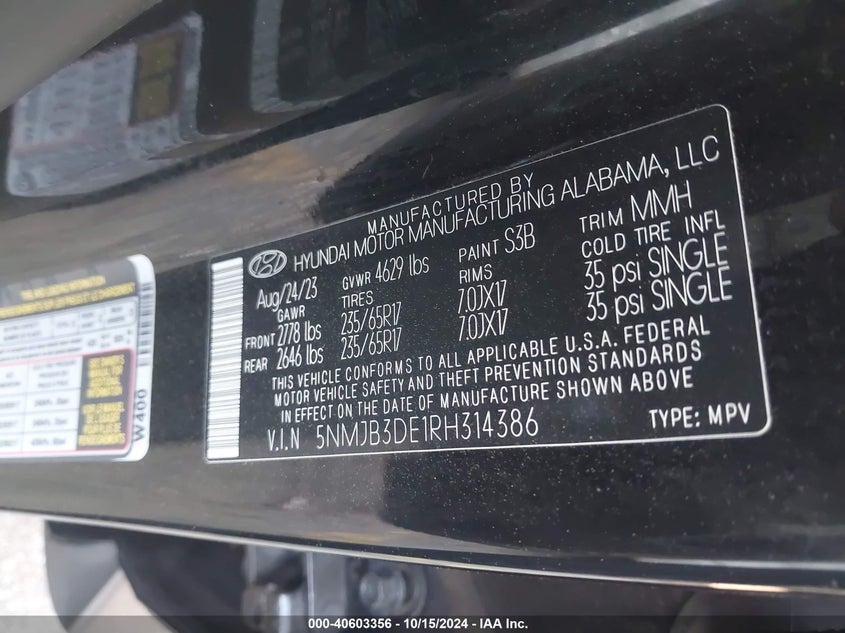 MANUFACTURED BY
HYUNDAI MOTOR MANUFACTURING ALABAMA, LLC
Aug/24/23 GVWR 4629 lbs PAINT S3B TRIM MMH
GAWR TIRES RIMS COLD TIRE INFL
FRONT 2778 lbs 235/65R17 7.0JX17 35 psi SINGLE
REAR 2646 lbs 235/65R17 7.0JX17 35 psi SINGLE
THIS VEHICLE CONFORMS TO ALL APPLICABLE U.S.A. FEDERAL
MOTOR VEHICLE SAFETY AND THEFT PREVENTION STANDARDS
IN EFFECT ON THE DATE OF MANUFACTURE SHOWN ABOVE
V.I.N 5NMJB3DE1RH314386 TYPE: MPV
W400
000-40603356 - 10/15/2024 - IAA Inc.